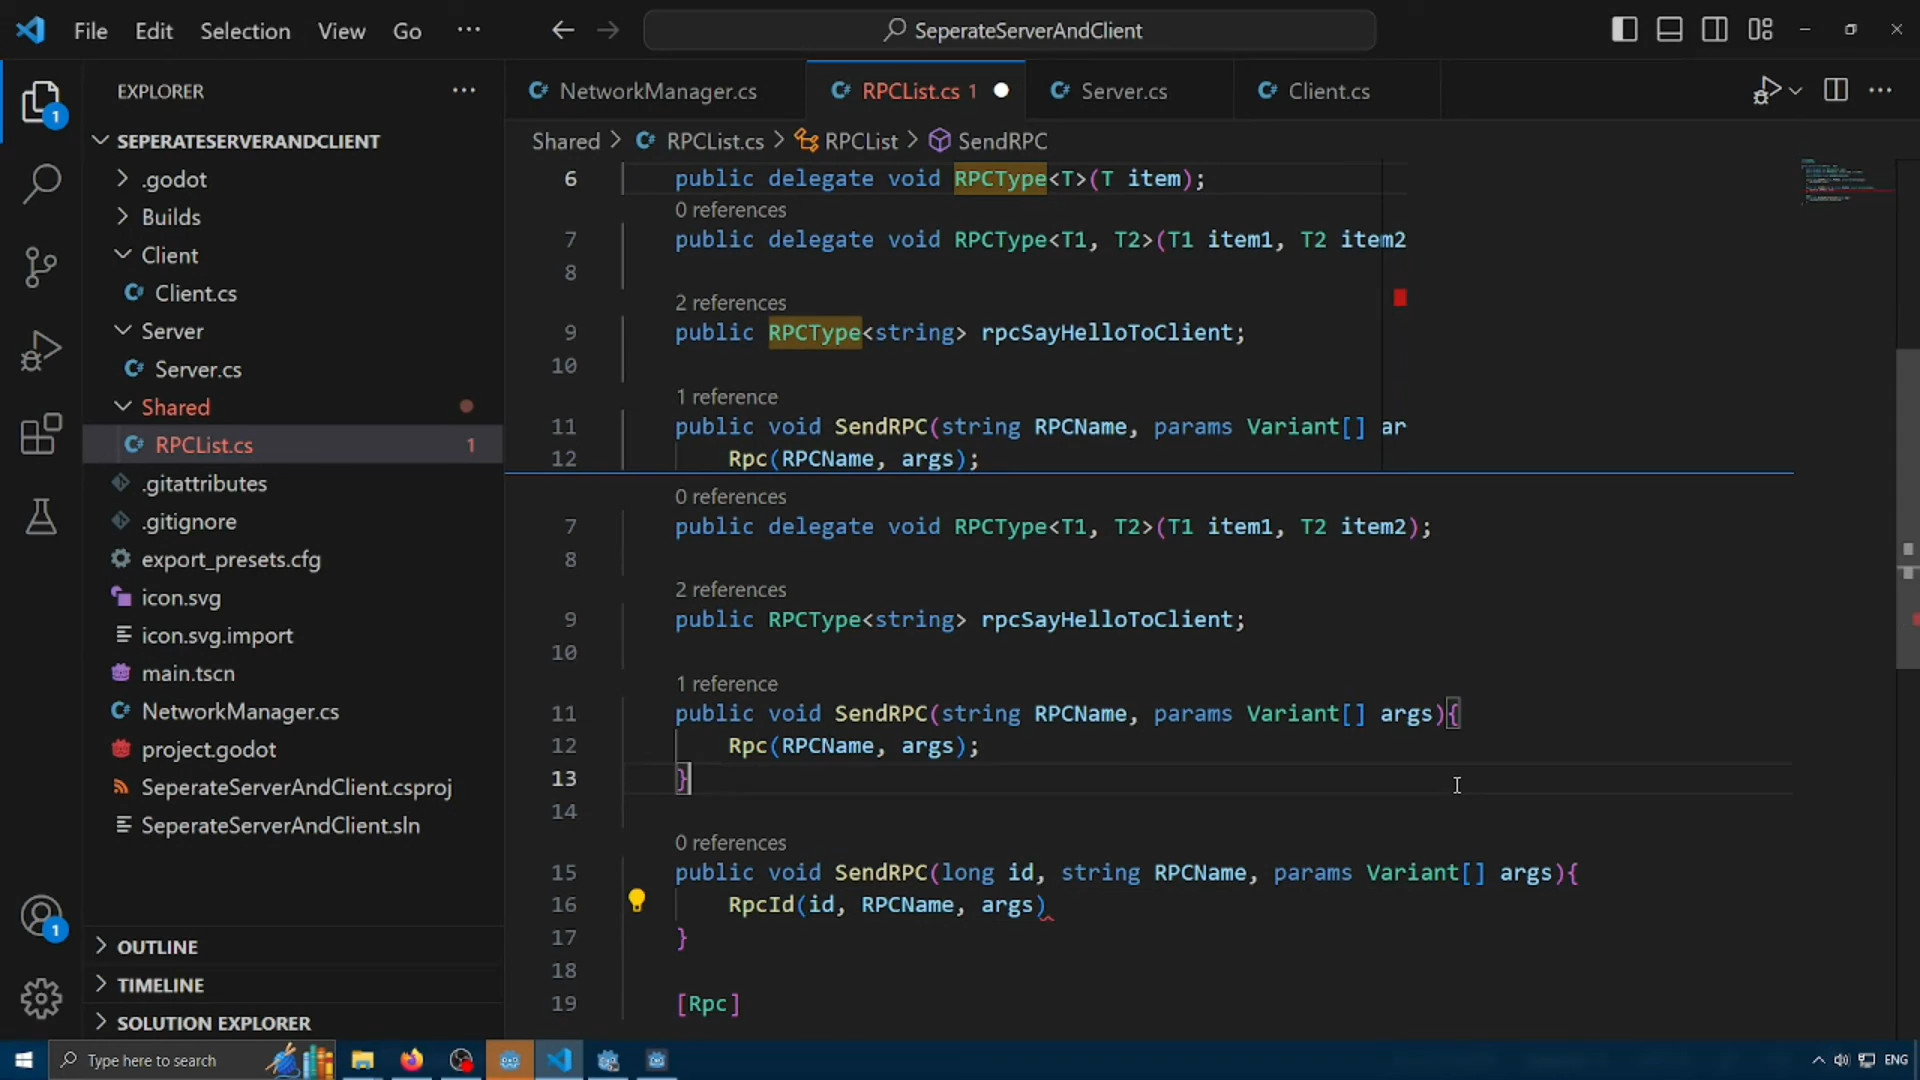 File Edit Selection View Go ··· SeperateServerAndClient
EXPLORER ···
NetworkManager.cs RPCList.cs 1 Server.cs Client.cs
Shared > RPCList.cs > RPCList > SendRPC
SEPERATESERVERANDCLIENT
.godot
Builds
Client
Client.cs
Server
Server.cs
Shared
RPCList.cs 1
.gitattributes
.gitignore
export_presets.cfg
icon.svg
icon.svg.import
main.tscn
NetworkManager.cs
project.godot
SeperateServerAndClient.csproj
SeperateServerAndClient.sln
OUTLINE
TIMELINE
SOLUTION EXPLORER
1
1
6 public delegate void RPCType<T>(T item);
0 references
7 public delegate void RPCType<T1, T2>(T1 item1, T2 item2
8
2 references
9 public RPCType<string> rpcSayHelloToClient;
10
1 reference
11 public void SendRPC(string RPCName, params Variant[] ar
12 Rpc(RPCName, args);
0 references
7 public delegate void RPCType<T1, T2>(T1 item1, T2 item2);
8
2 references
9 public RPCType<string> rpcSayHelloToClient;
10
1 reference
11 public void SendRPC(string RPCName, params Variant[] args){
12 Rpc(RPCName, args);
13 }
14
0 references
15 public void SendRPC(long id, string RPCName, params Variant[] args){
16 RpcId(id, RPCName, args)
17 }
18
19 [Rpc]
Type here to search
ENG